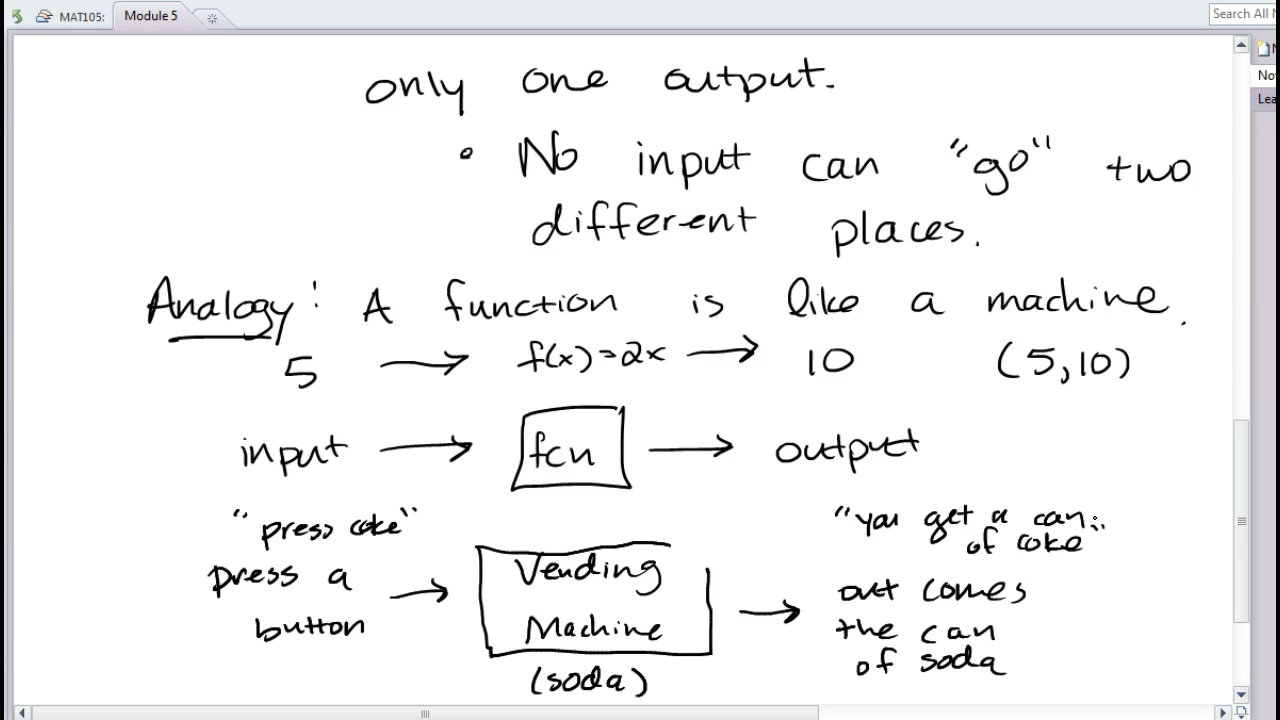 MAT105: Module 5
Search All N
only one output.
• No input can "go" two
different places.
Analogy: A function is like a machine.
5 → f(x)=2x → 10 (5,10)
input → fcn → output
"press coke"
"you get a can
of coke"
press a
button
→ Vending
Machine
(soda)
→ out comes
the can
of soda
No
Lea